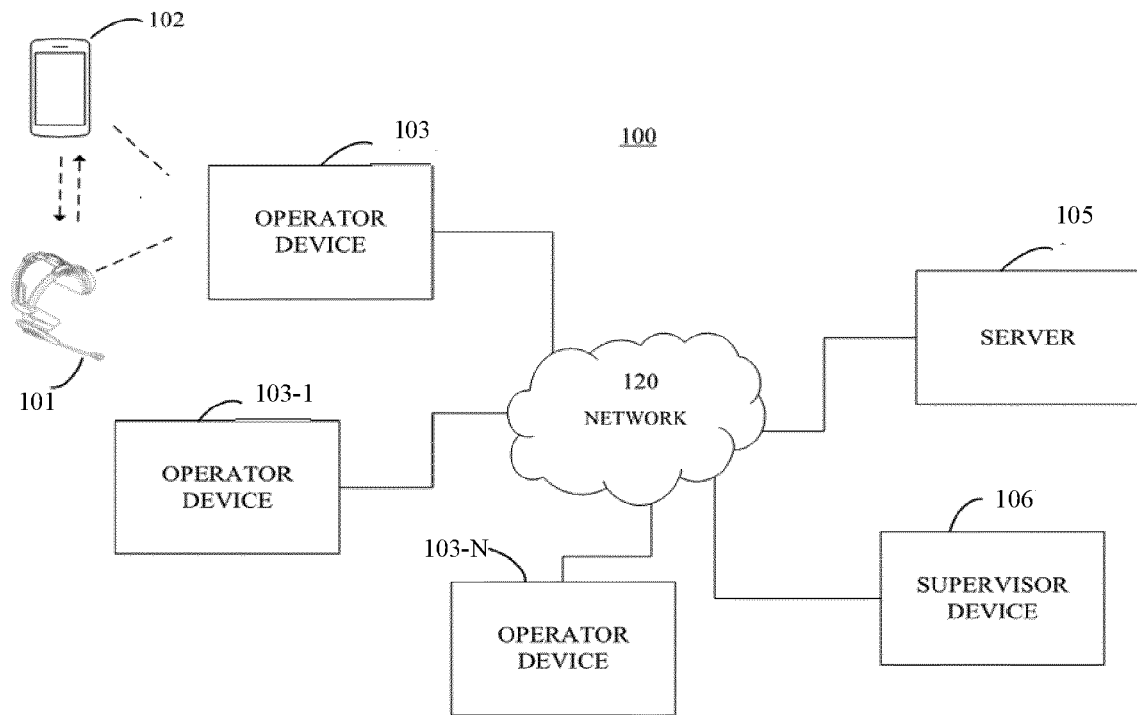 102
103
100
OPERATOR
DEVICE
105
SERVER
101
103-1
120
NETWORK
OPERATOR
DEVICE
103-N
106
OPERATOR
DEVICE
SUPERVISOR
DEVICE